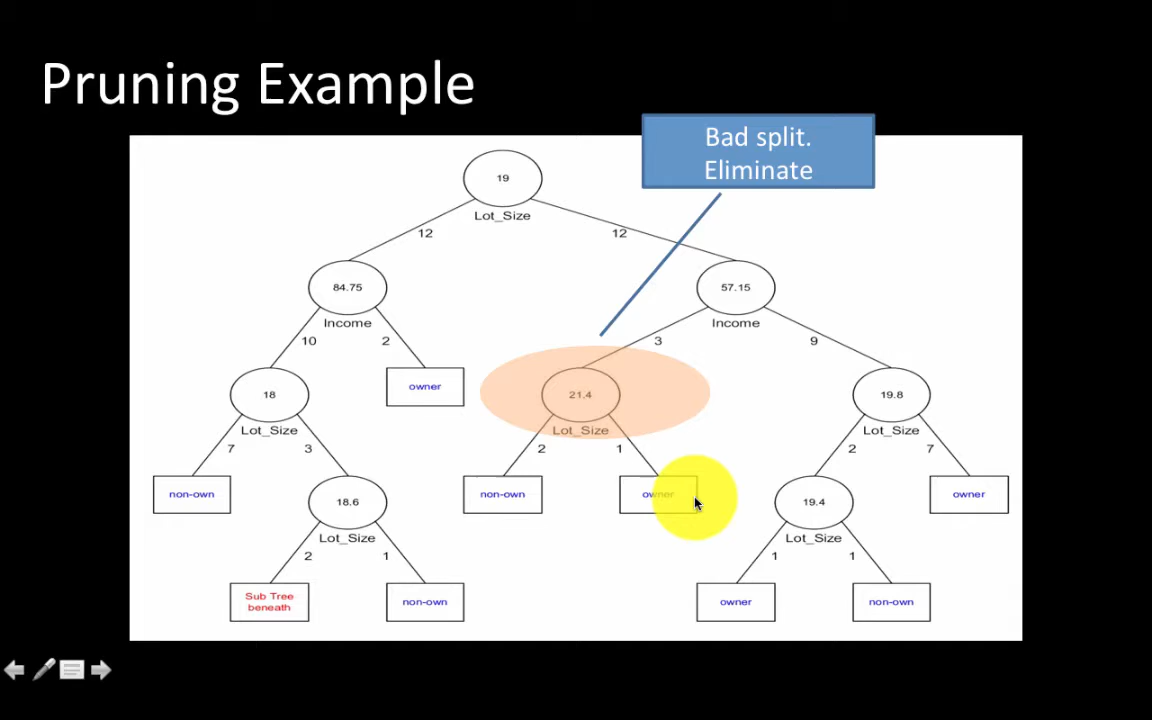 Pruning Example
Bad split.
Eliminate
19
Lot_Size
12
12
84.75
57.15
Income
Income
10
2
3
9
18
owner
21.4
19.8
Lot_Size
Lot_Size
Lot_Size
7
3
2
1
2
7
non-own
18.6
non-own
owner
19.4
owner
Lot_Size
Lot_Size
2
1
1
1
Sub Tree
beneath
non-own
owner
non-own